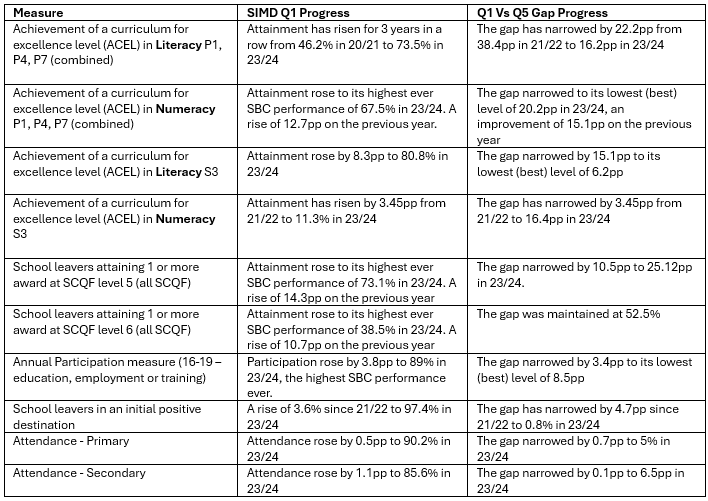 Measure
SIMD Q1 Progress
Q1 Vs Q5 Gap Progress
Achievement of a curriculum for
excellence level (ACEL) in Literacy P1,
P4, P7 (combined)
Attainment has risen for 3 years in a
row from 46.2% in 20/21 to 73.5% in
23/24
The gap has narrowed by 22.2pp from
38.4pp in 21/22 to 16.2pp in 23/24
Achievement of a curriculum for
excellence level (ACEL) in Numeracy
P1, P4, P7 (combined)
Attainment rose to its highest ever
SBC performance of 67.5% in 23/24. A
rise of 12.7pp on the previous year.
The gap narrowed to its lowest (best)
level of 20.2pp in 23/24, an
improvement of 15.1pp on the previous
year
Achievement of a curriculum for
excellence level (ACEL) in Literacy S3
Attainment rose by 8.3pp to 80.8% in
23/24
The gap narrowed by 15.1pp to its
lowest (best) level of 6.2pp
Achievement of a curriculum for
excellence level (ACEL) in Numeracy
S3
Attainment has risen by 3.45pp from
21/22 to 11.3% in 23/24
The gap has narrowed by 3.45pp from
21/22 to 16.4pp in 23/24
School leavers attaining 1 or more
award at SCQF level 5 (all SCQF)
Attainment rose to its highest ever
SBC performance of 73.1% in 23/24. A
rise of 14.3pp on the previous year
The gap narrowed by 10.5pp to 25.12pp
in 23/24.
School leavers attaining 1 or more
award at SCQF level 6 (all SCQF)
Attainment rose to its highest ever
SBC performance of 38.5% in 23/24. A
rise of 10.7pp on the previous year
The gap was maintained at 52.5%
Annual Participation measure (16-19 –
education, employment or training)
Participation rose by 3.8pp to 89% in
23/24, the highest SBC performance
ever.
The gap narrowed by 3.4pp to its lowest
(best) level of 8.5pp
School leavers in an initial positive
destination
A rise of 3.6% since 21/22 to 97.4% in
23/24
The gap has narrowed by 4.7pp since
21/22 to 0.8% in 23/24
Attendance - Primary
Attendance rose by 0.5pp to 90.2% in
23/24
The gap narrowed by 0.7pp to 5% in
23/24
Attendance - Secondary
Attendance rose by 1.1pp to 85.6% in
23/24
The gap narrowed by 0.1pp to 6.5pp in
23/24